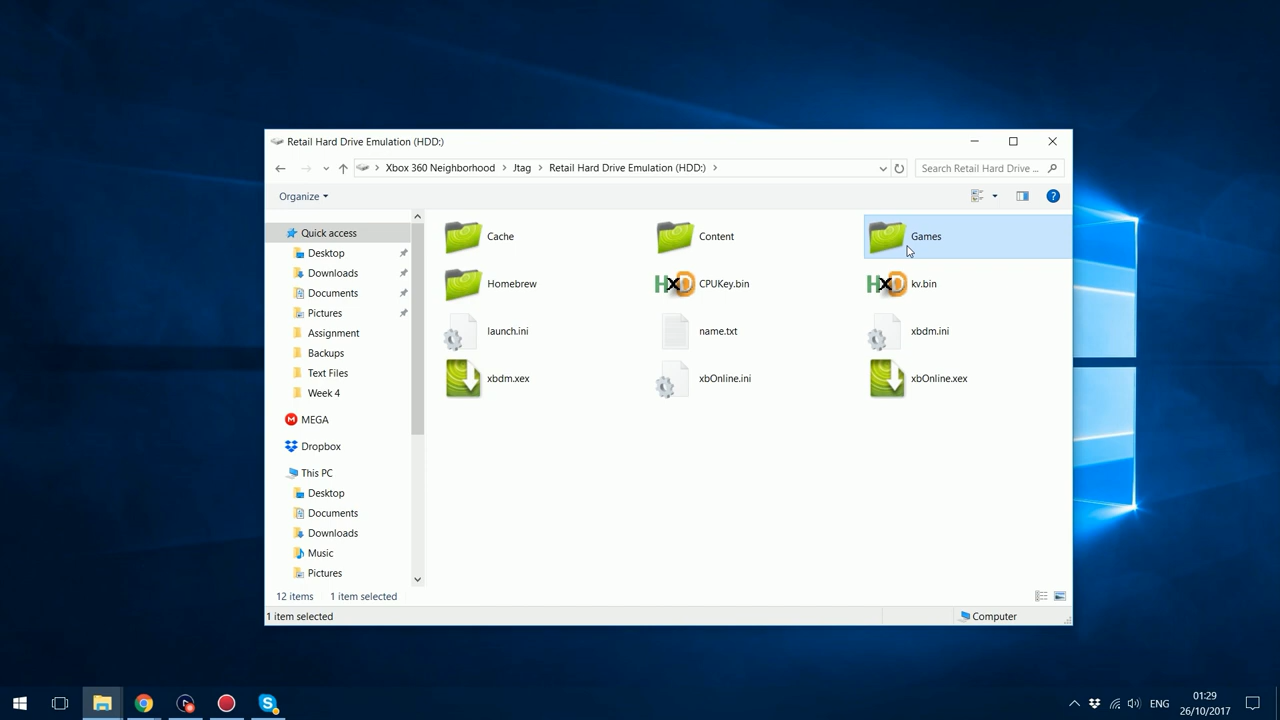 Retail Hard Drive Emulation (HDD:)
Xbox 360 Neighborhood
Jtag
Retail Hard Drive Emulation (HDD:)
Search Retail Hard Drive ...
Organize
Quick access
Desktop
Downloads
Documents
Pictures
Assignment
Backups
Text Files
Week 4
MEGA
Dropbox
This PC
Desktop
Documents
Downloads
Music
Pictures
Cache
Content
Games
Homebrew
HXD
CPUKey.bin
HXD
kv.bin
launch.ini
name.txt
xbdm.ini
xbdm.xex
xbOnline.ini
xbOnline.xex
12 items
1 item selected
1 item selected
Computer
ENG
01:29
26/10/2017